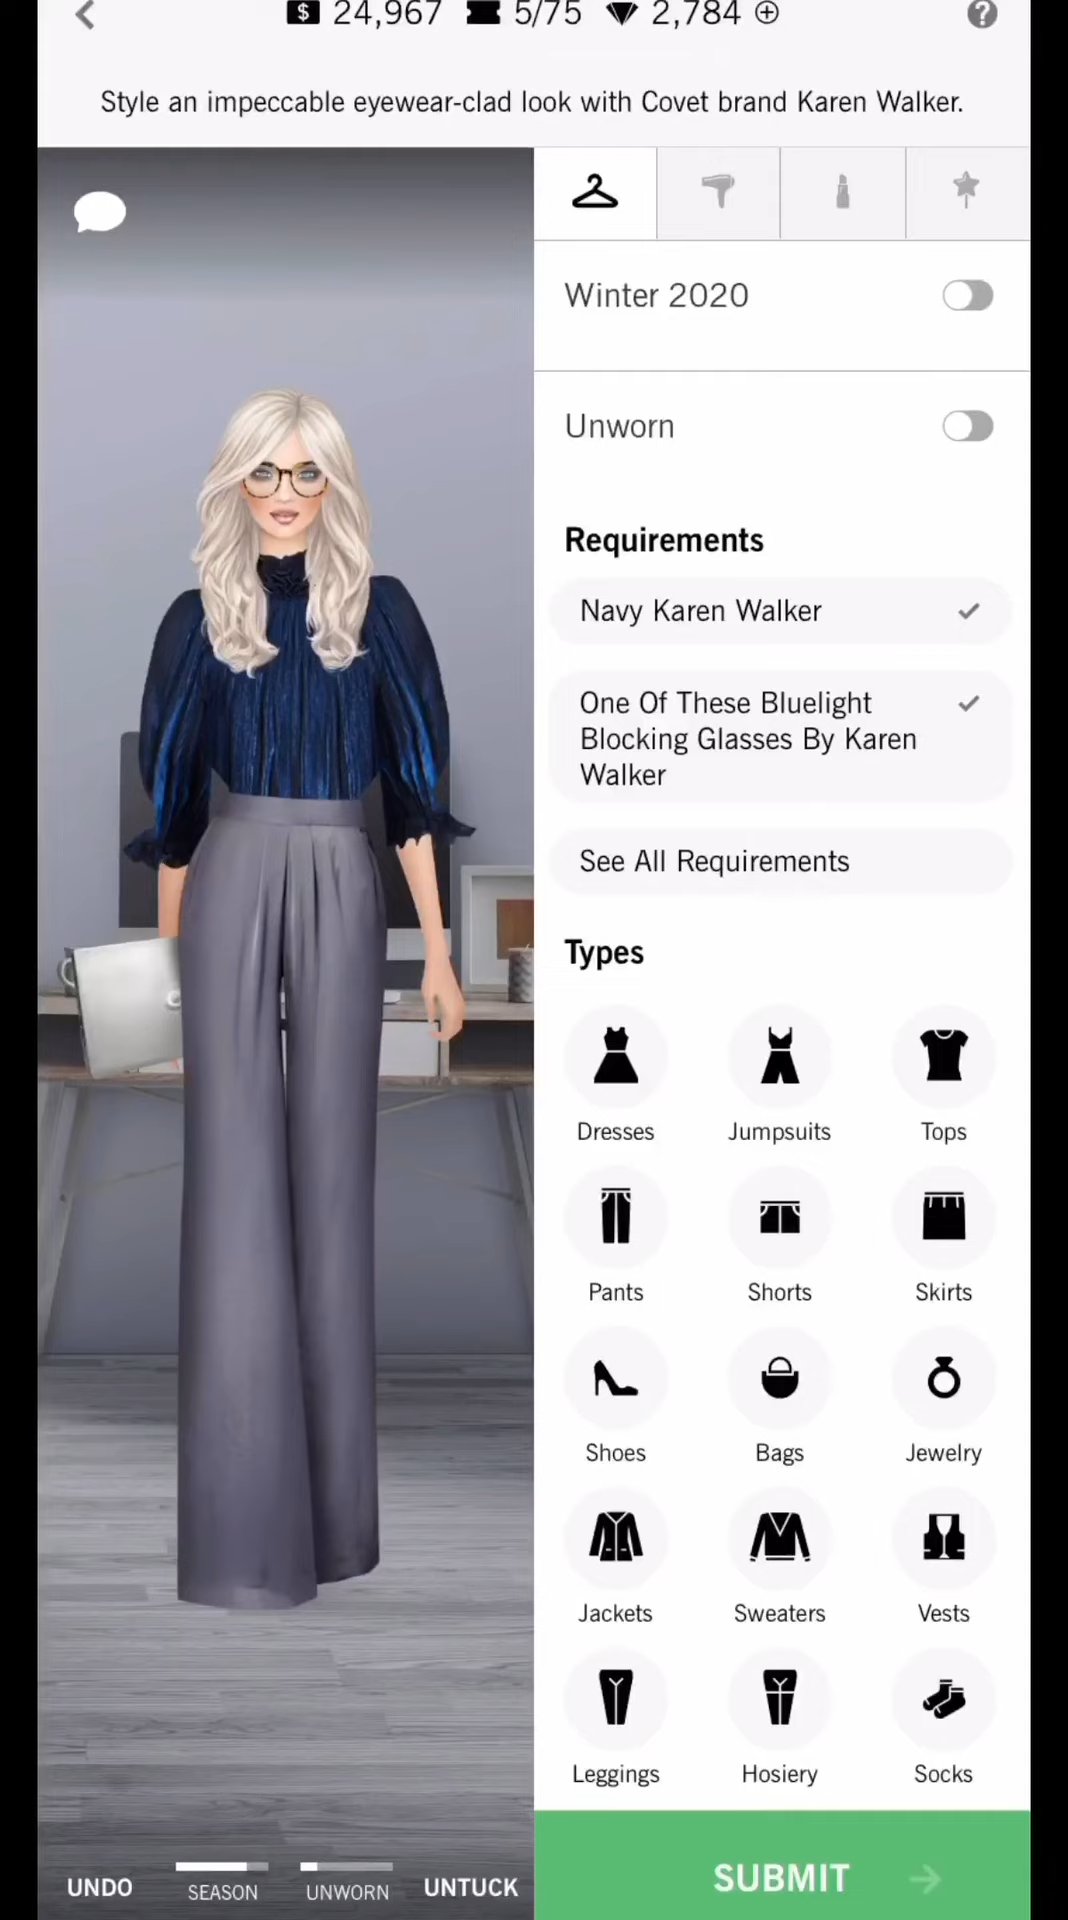 $ 24,967 5/75 2,784
?
Style an impeccable eyewear-clad look with Covet brand Karen Walker.
Winter 2020
Unworn
Requirements
Navy Karen Walker
One Of These Bluelight
Blocking Glasses By Karen
Walker
See All Requirements
Types
Dresses Jumpsuits Tops
Pants Shorts Skirts
Shoes Bags Jewelry
Jackets Sweaters Vests
Leggings Hosiery Socks
UNDO SEASON UNWORN UNTUCK
SUBMIT